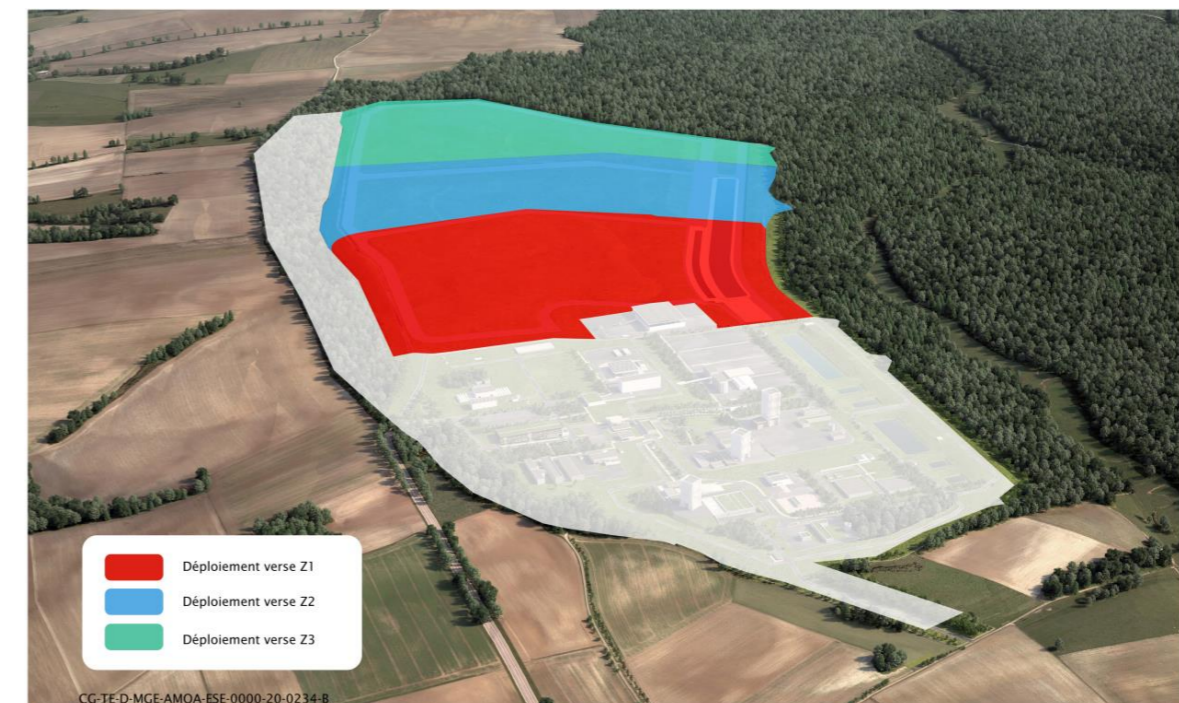 Déploiement verse Z1
Déploiement verse Z2
Déploiement verse Z3
CG-TE-D-MGE-AMOA-ESE-0000-20-0234-B